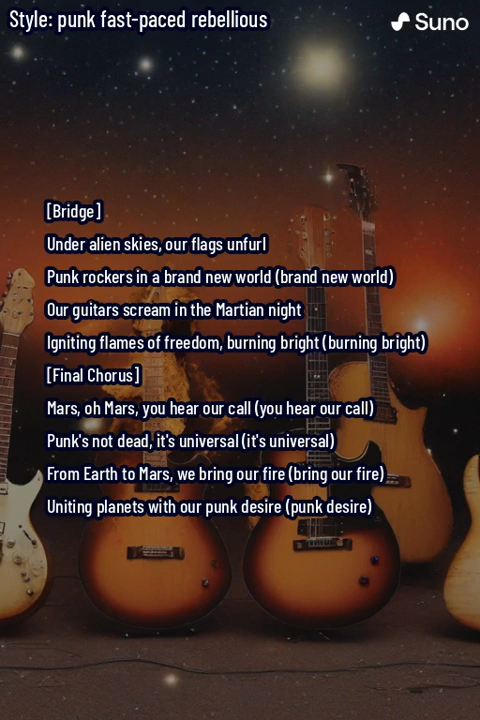 Style: punk fast-paced rebellious
Suno
[Bridge]
Under alien skies, our flags unfurl
Punk rockers in a brand new world (brand new world)
Our guitars scream in the Martian night
Igniting flames of freedom, burning bright (burning bright)
[Final Chorus]
Mars, oh Mars, you hear our call (you hear our call)
Punk's not dead, it's universal (it's universal)
From Earth to Mars, we bring our fire (bring our fire)
Uniting planets with our punk desire (punk desire)